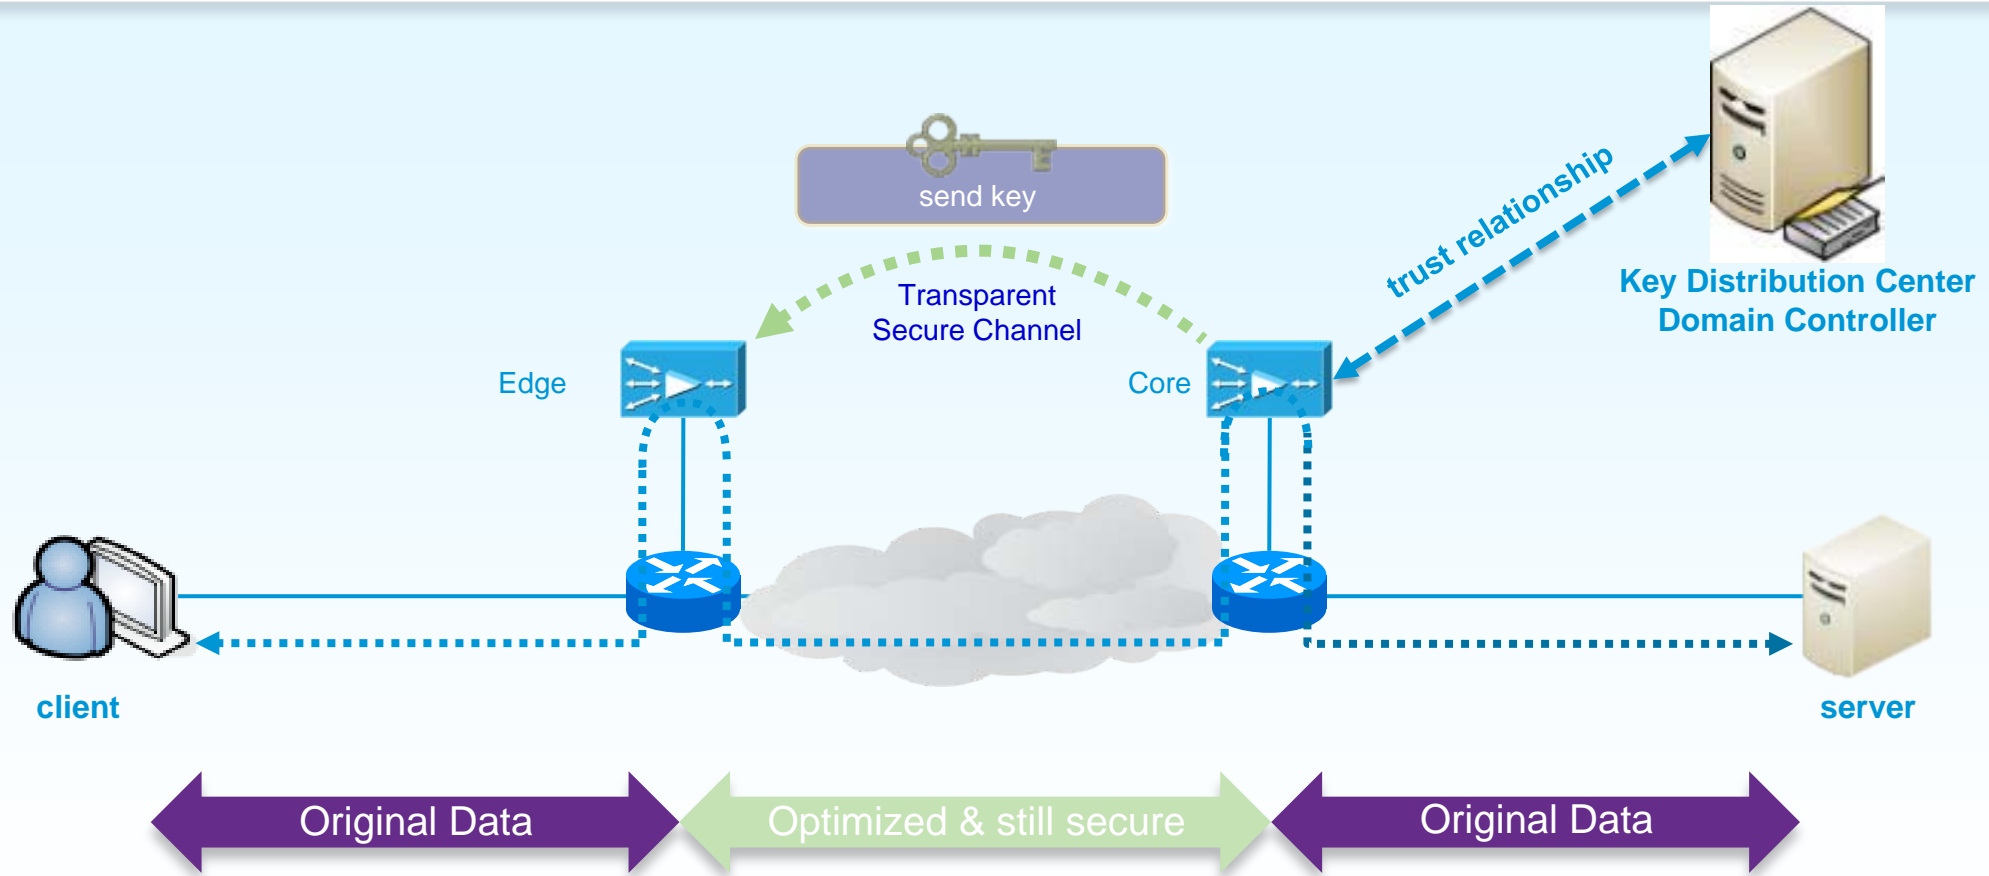 send key
trust relationship
Transparent
Secure Channel
Key Distribution Center
Domain Controller
Edge
Core
client
server
Original Data
Optimized & still secure
Original Data